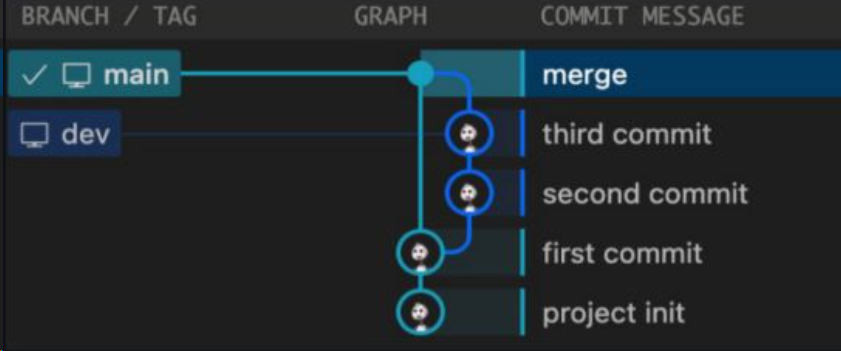 BRANCH / TAG GRAPH COMMIT MESSAGE
main merge
dev third commit
second commit
first commit
project init